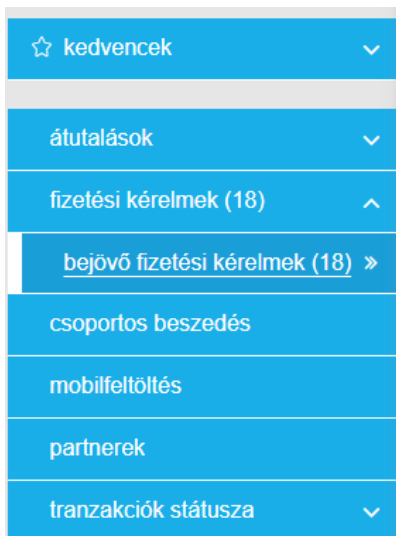 kedvencek
átutalások
fizetési kérelmek (18)
bejövő fizetési kérelmek (18) »
csoportos beszedés
mobilfeltöltés
partnerek
tranzakciók státusza